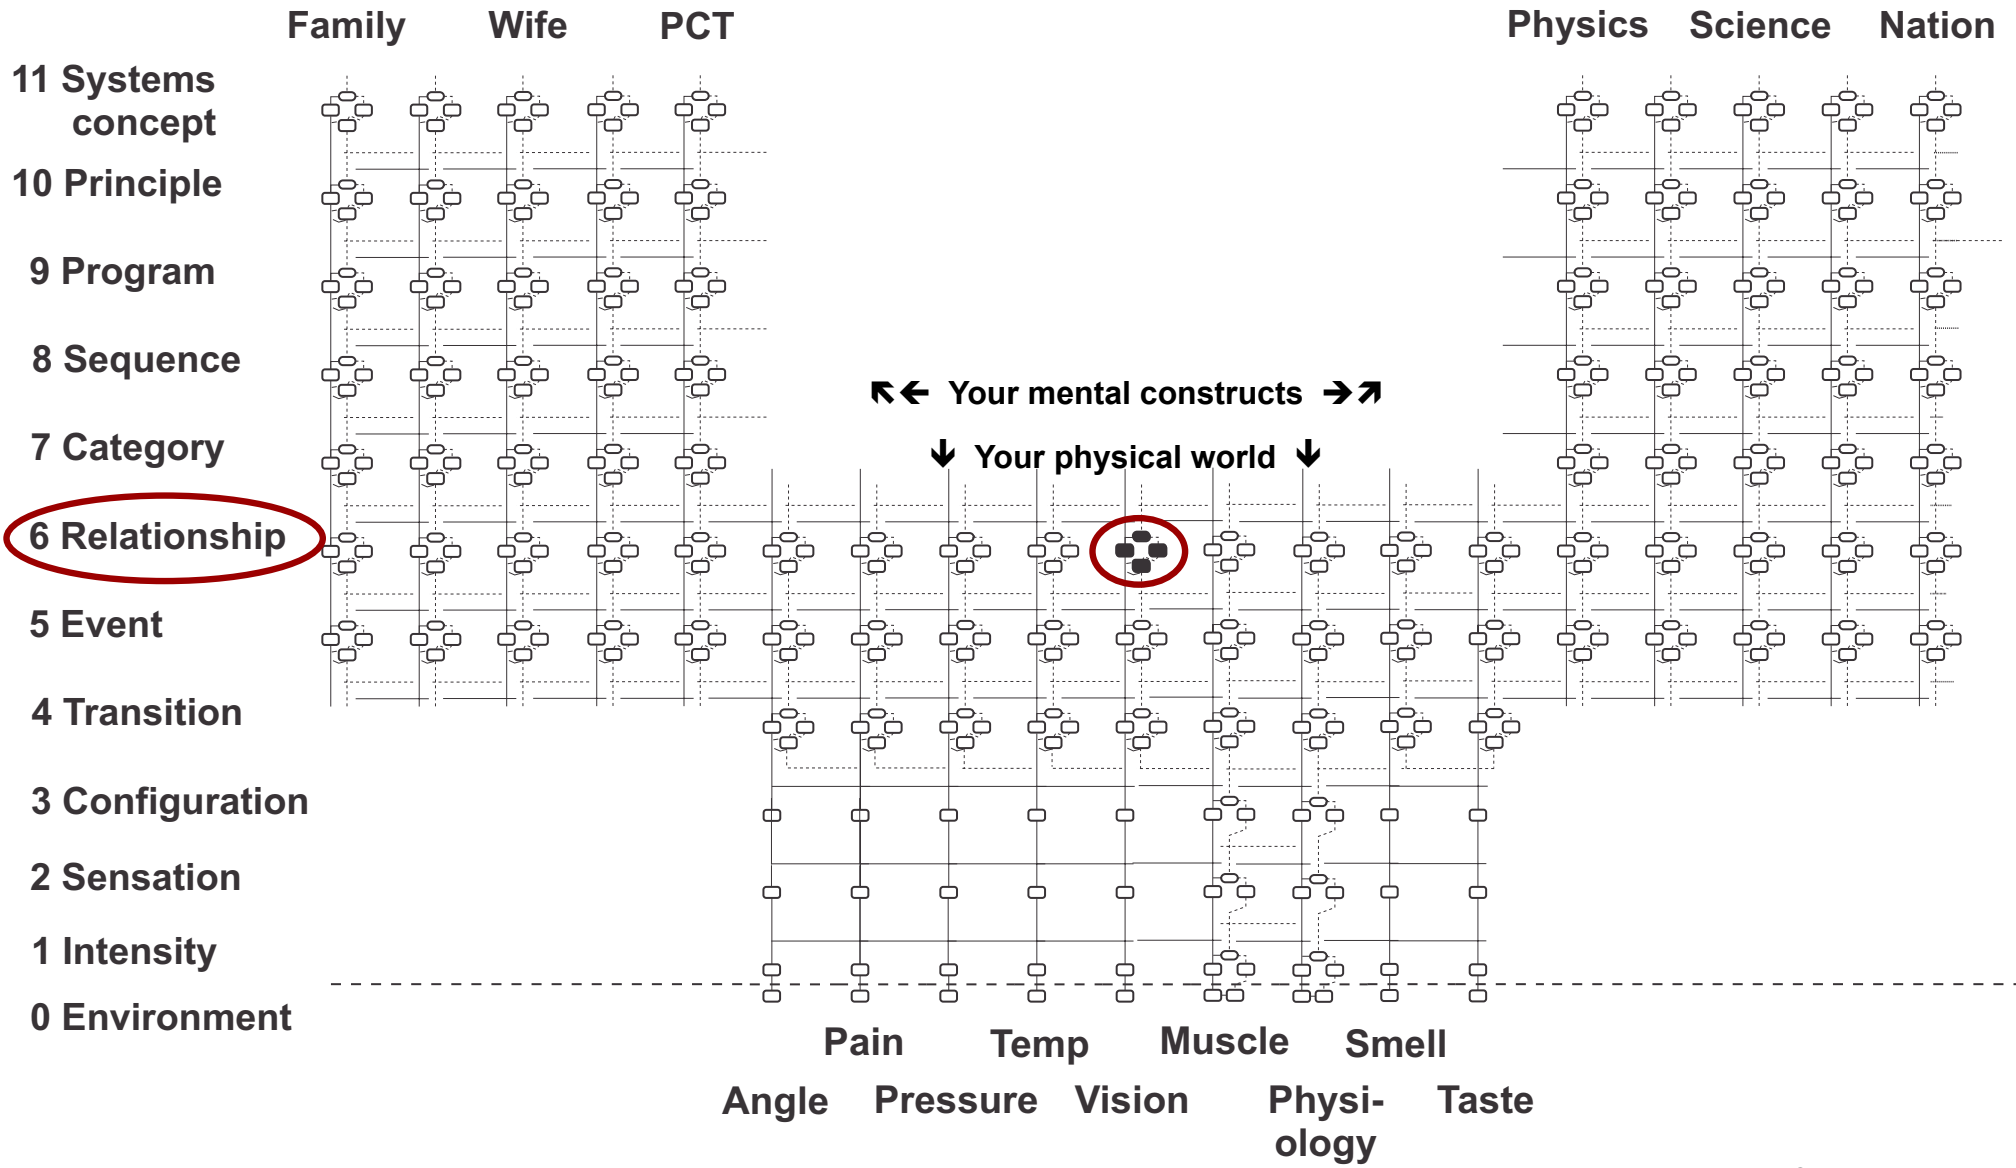 Family Wife PCT Physics Science Nation
11 Systems
concept
10 Principle
9 Program
8 Sequence
↖← Your mental constructs →↗
7 Category
↓ Your physical world ↓
6 Relationship
5 Event
4 Transition
3 Configuration
2 Sensation
1 Intensity
0 Environment
Pain Temp Muscle Smell
Angle Pressure Vision Physi- Taste
ology